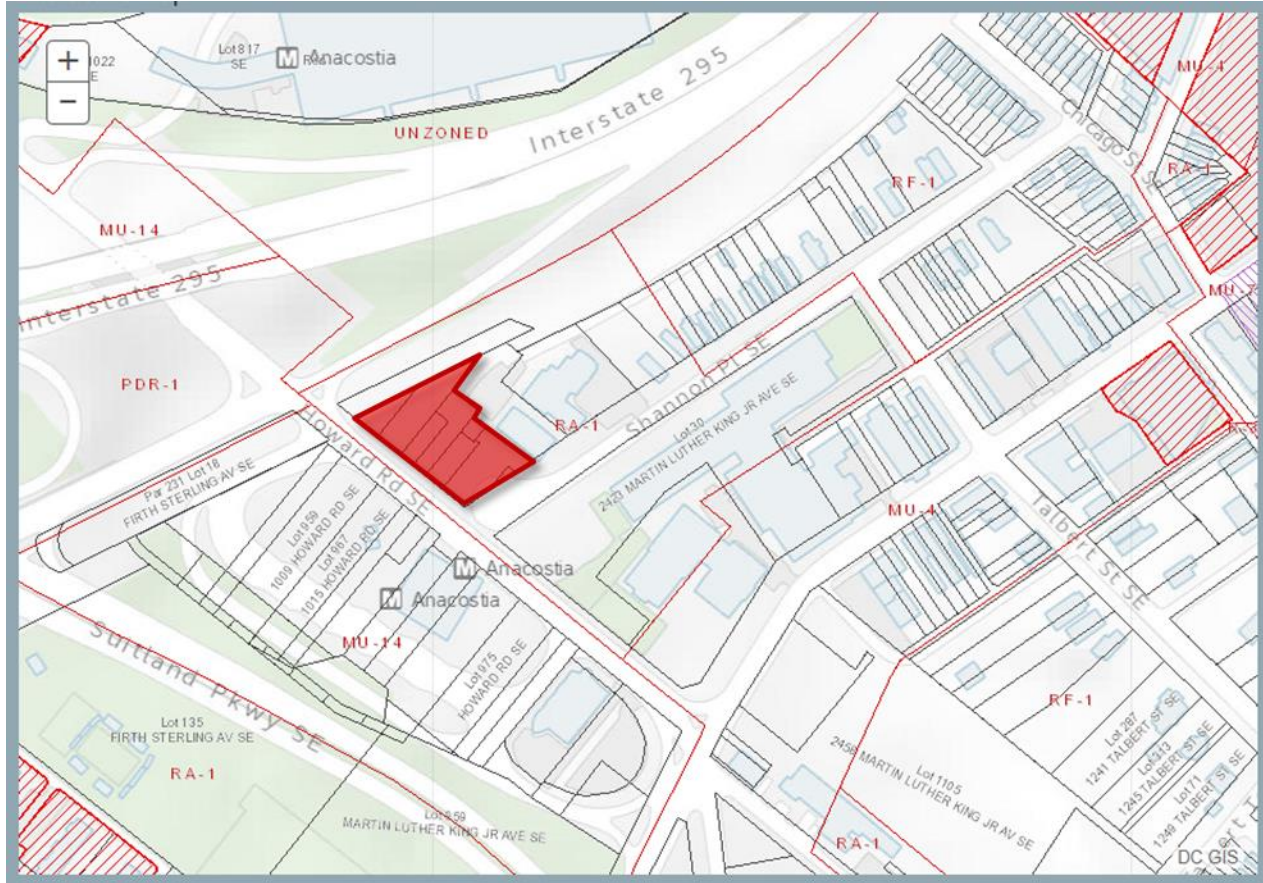 +
−
1022
E
Lot 817
SE
M
Anacostia
UNZONED
Interstate 295
MU-4
Chicago St SE
RA-1
RF-1
MU-14
Interstate 295
PDR-1
MU-7
Shannon Pl SE
RA-1
Lot 30
2421 MARTIN LUTHER KING JR AVE SE
Howard Rd SE
Par 231 Lot 18
FIRTH STERLING AV SE
Lot 959
1009 HOWARD RD SE
Lot 967
1015 HOWARD RD SE
MU-4
Talbert St SE
M Anacostia
M Anacostia
MU-14
Lot 975
HOWARD RD SE
Suitland Pkwy SE
Lot 135
FIRTH STERLING AV SE
RA-1
RF-1
Lot 287
1241 TALBERT ST SE
Lot 313
1245 TALBERT ST SE
Lot 71
1249 TALBERT ST SE
Lot 1105
2458 MARTIN LUTHER KING JR AVE SE
MARTIN LUTHER KING JR AVE SE
RA-1
DC GIS